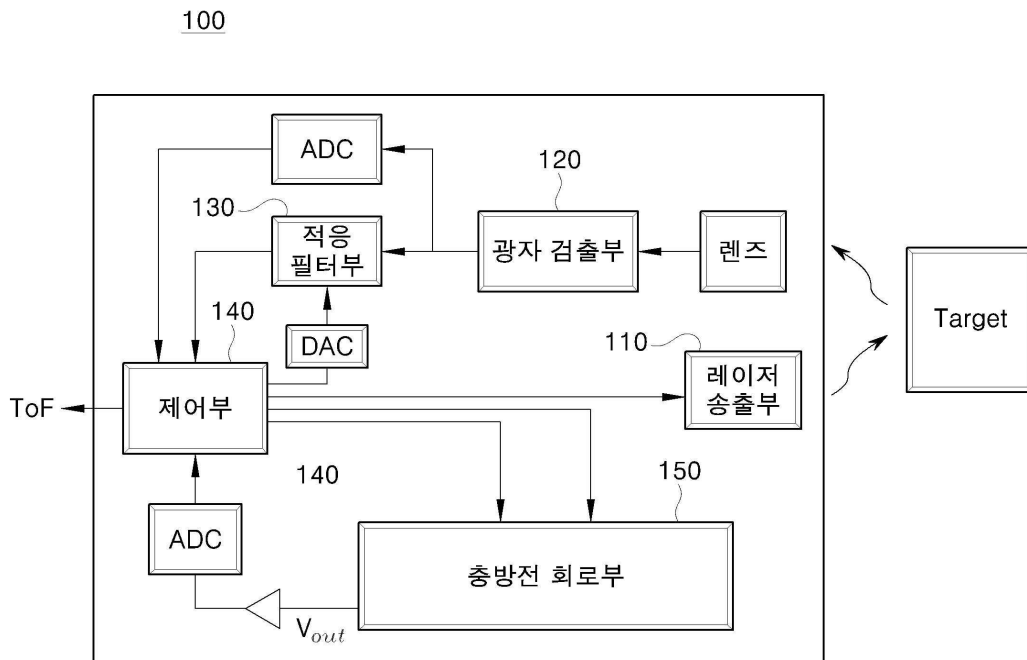 100
ADC
120
130
적응
필터부
광자 검출부
렌즈
Target
140
DAC
110
레이저
송출부
ToF
제어부
140
150
ADC
충방전 회로부
Vout